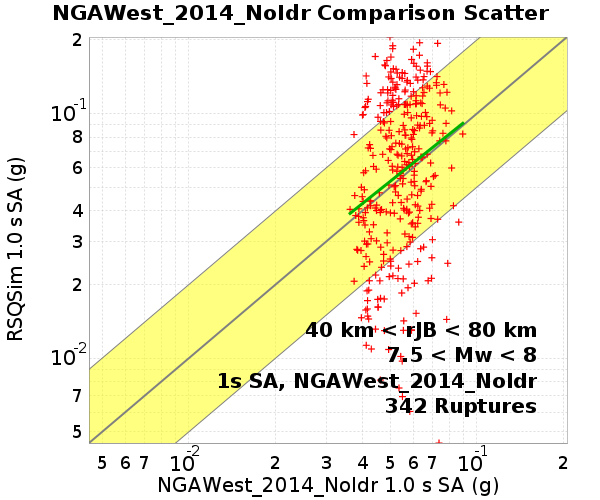 NGAWest_2014_NoIdr Comparison Scatter
RSQSim 1.0 s SA (g)
2
10-1
8
6
4
3
2
10-2
7
5
40 km < rJB < 80 km
7.5 < Mw < 8
1s SA, NGAWest_2014_NoIdr
342 Ruptures
5 6 7 10-2 2 3 4 5 6 7 10-1 2
NGAWest_2014_NoIdr 1.0 s SA (g)